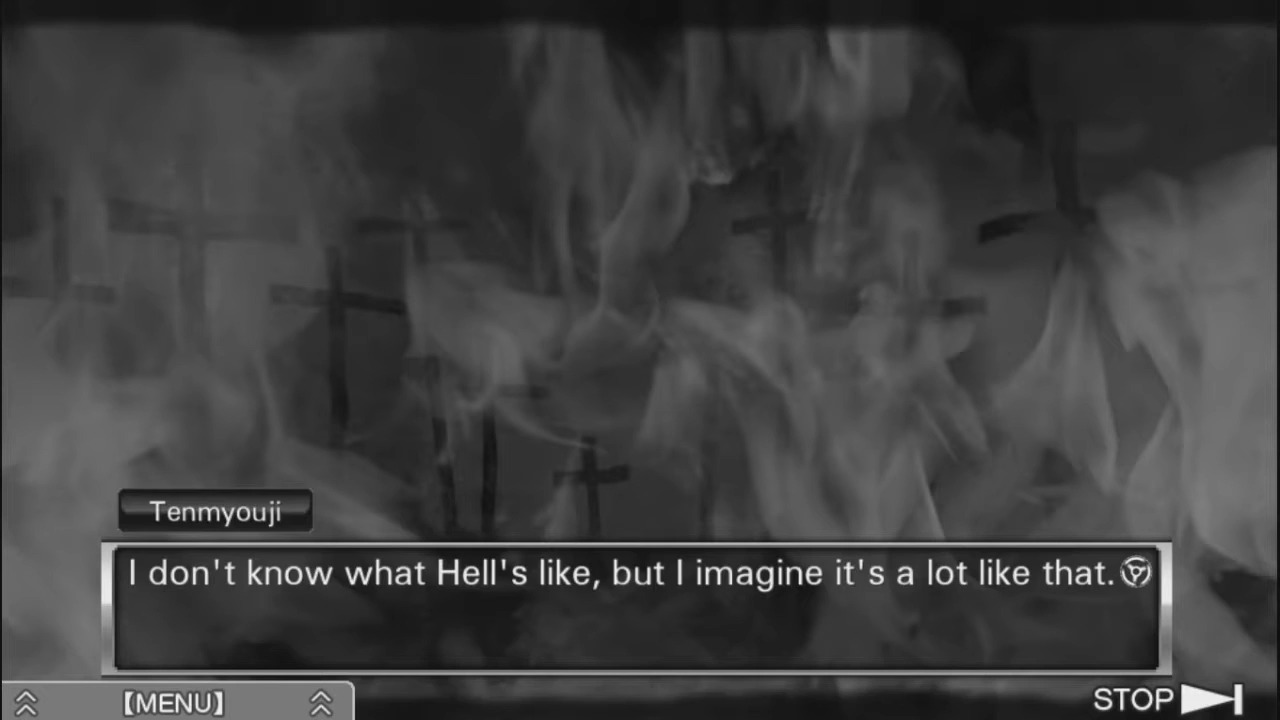 Tenmyouji
I don't know what Hell's like, but I imagine it's a lot like that.
【MENU】
STOP